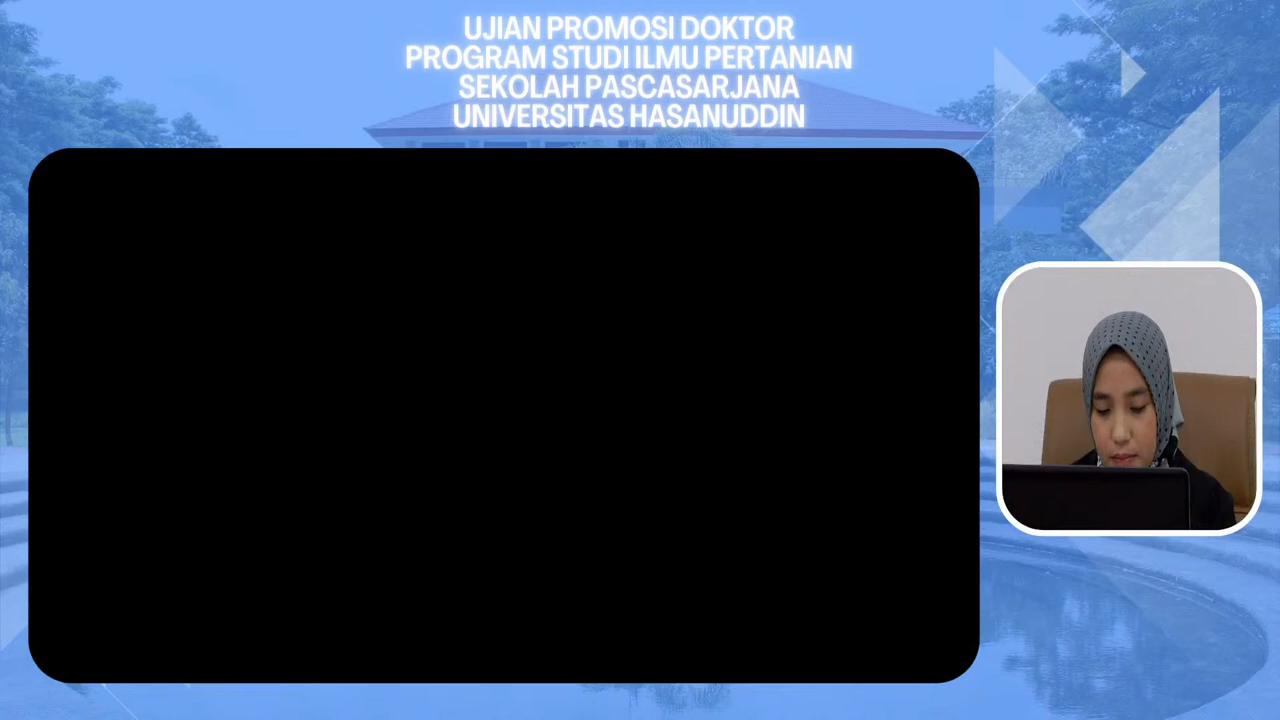 UJIAN PROMOSI DOKTOR
PROGRAM STUDI ILMU PERTANIAN
SEKOLAH PASCASARJANA
UNIVERSITAS HASANUDDIN